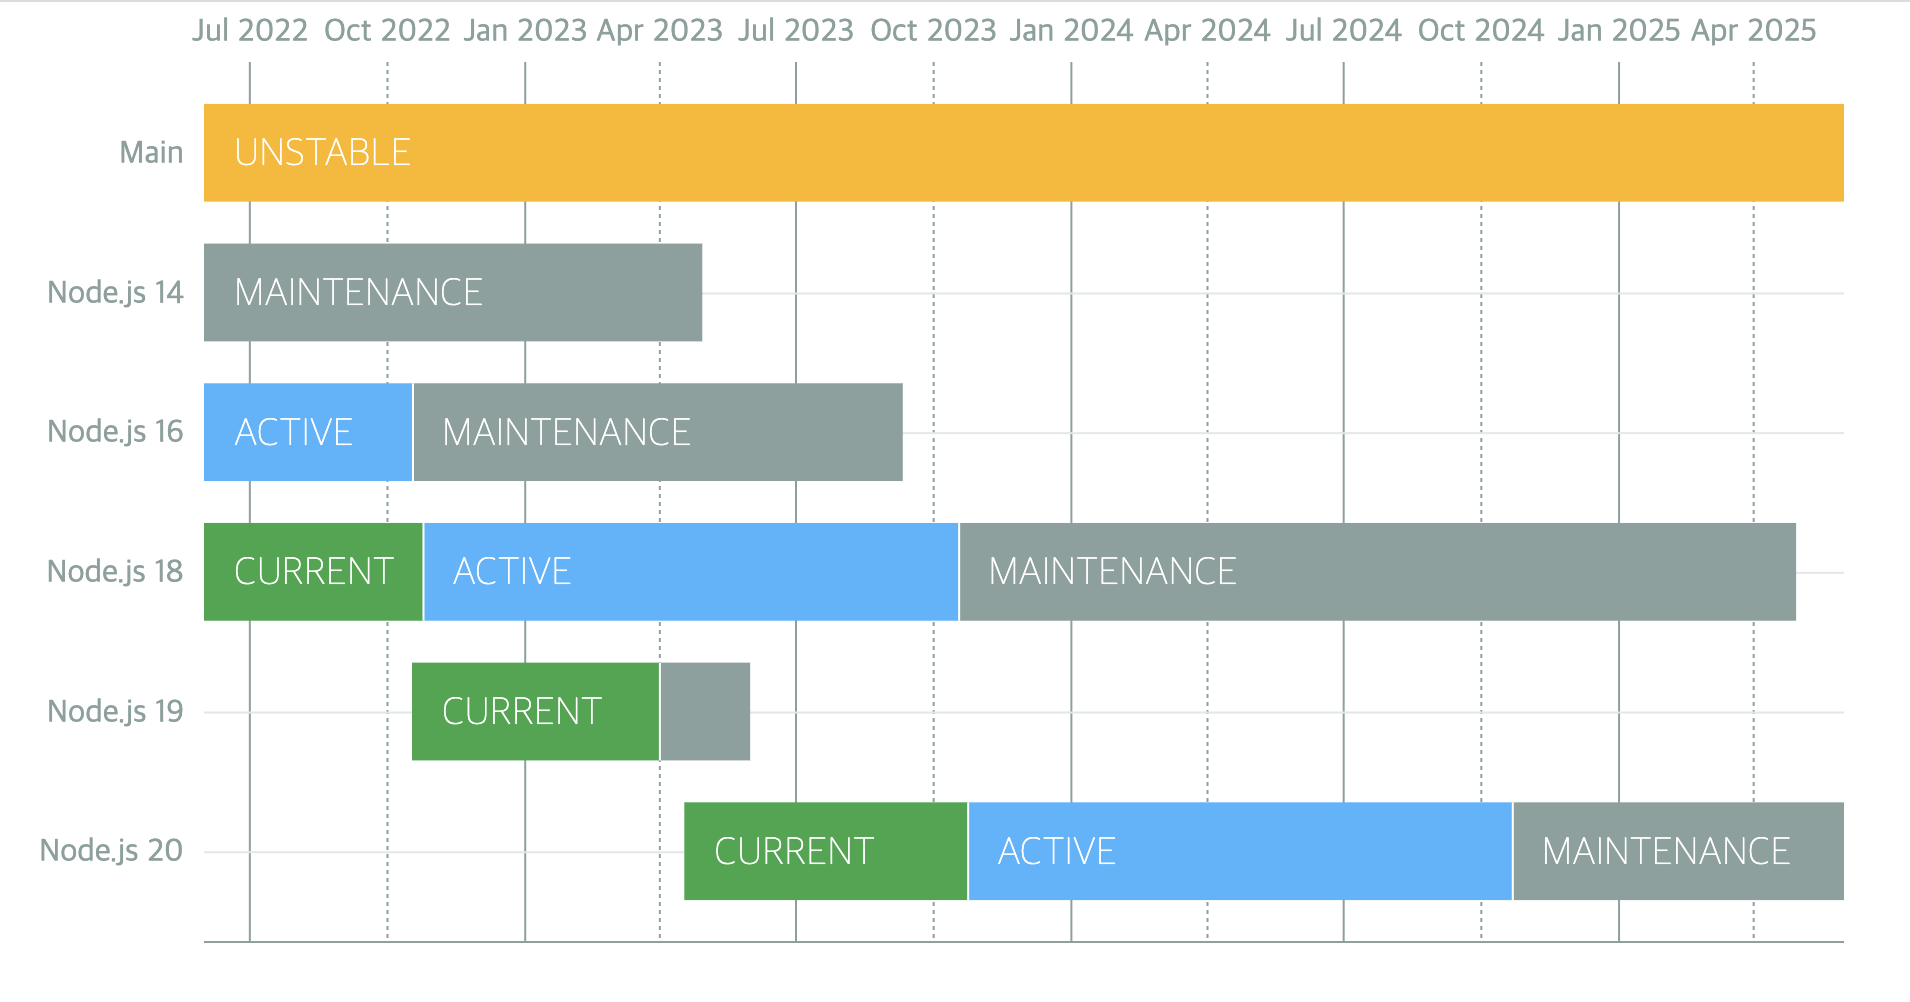 Jul 2022 Oct 2022 Jan 2023 Apr 2023 Jul 2023 Oct 2023 Jan 2024 Apr 2024 Jul 2024 Oct 2024 Jan 2025 Apr 2025
Main UNSTABLE
Node.js 14 MAINTENANCE
Node.js 16 ACTIVE MAINTENANCE
Node.js 18 CURRENT ACTIVE MAINTENANCE
Node.js 19 CURRENT
Node.js 20 CURRENT ACTIVE MAINTENANCE